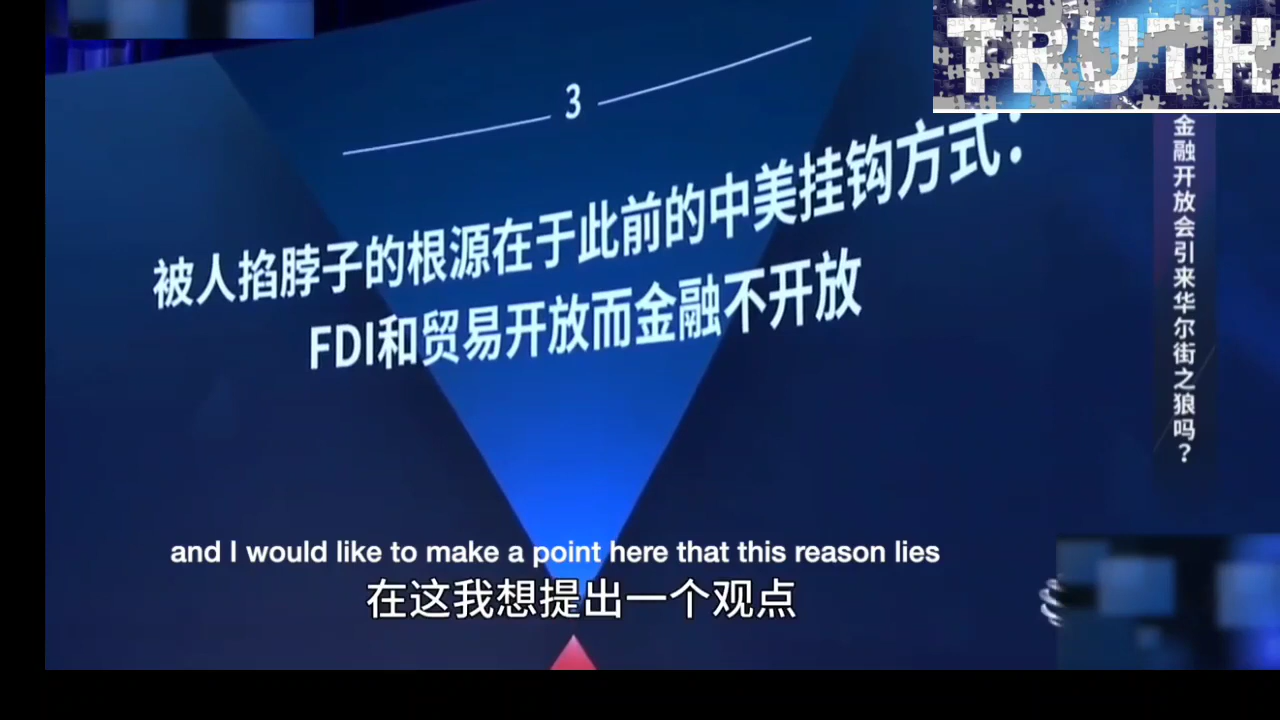 TRUTH
3
被人掐脖子的根源在于此前的中美挂钩方式：
FDI和贸易开放而金融不开放
金融开放会引来华尔街之狼吗？
and I would like to make a point here that this reason lies
在这我想提出一个观点